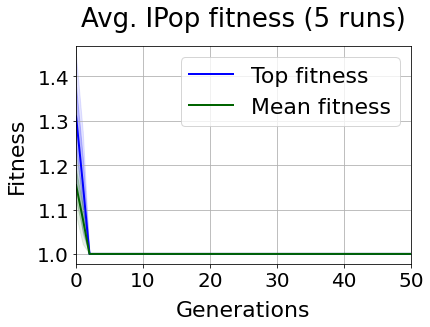 Avg. IPop fitness (5 runs)
Top fitness
Mean fitness
Fitness
1.4
1.3
1.2
1.1
1.0
0 10 20 30 40 50
Generations